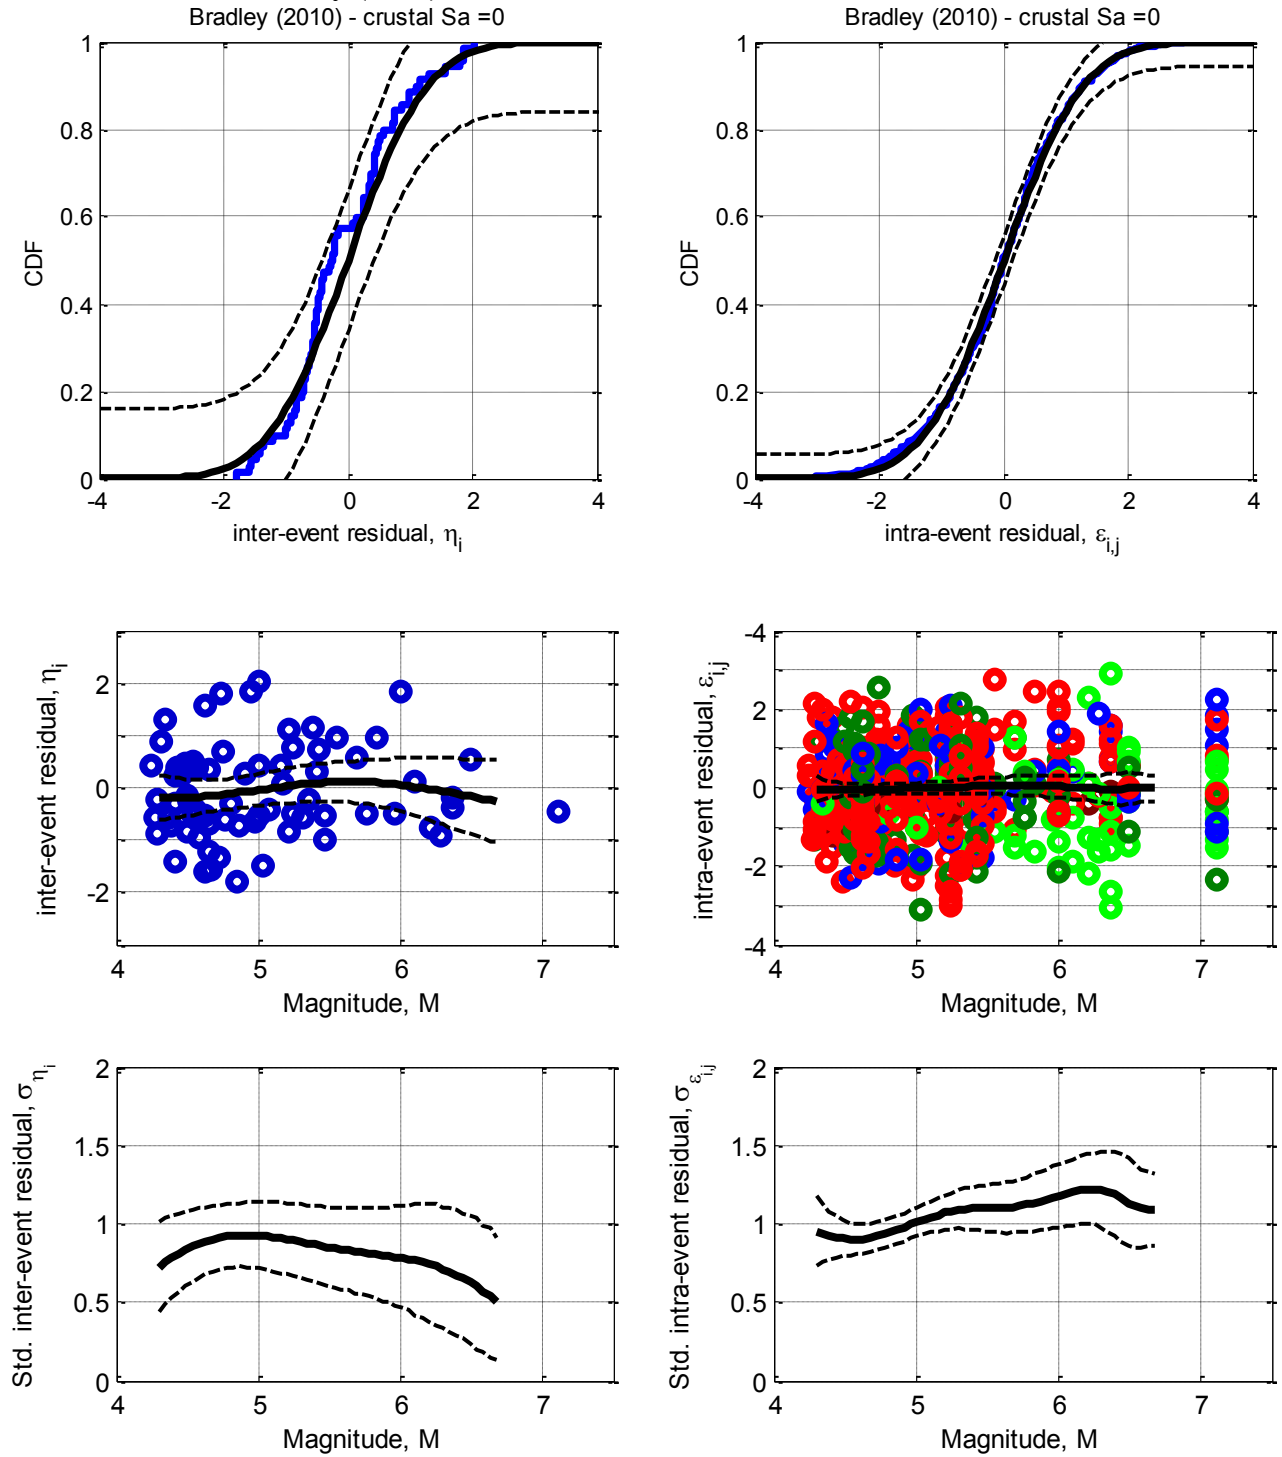 Bradley (2010) - crustal Sa =0
1
0.8
0.6
0.4
0.2
0
CDF
-4 -2 0 2 4
inter-event residual, η_i
Bradley (2010) - crustal Sa =0
1
0.8
0.6
0.4
0.2
0
CDF
-4 -2 0 2 4
intra-event residual, ε_i,j
2
0
-2
inter-event residual, η_i
4 5 6 7
Magnitude, M
-4
2
0
-2
-4
intra-event residual, ε_i,j
4 5 6 7
Magnitude, M
2
1.5
1
0.5
0
Std. inter-event residual, σ_η_i
4 5 6 7
Magnitude, M
2
1.5
1
0.5
0
Std. intra-event residual, σ_ε_i,j
4 5 6 7
Magnitude, M